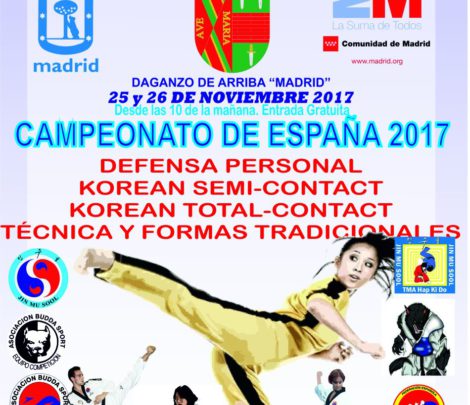 madrid
AVE
MARIA
La Suma de Todos
Comunidad de Madrid
www.madrid.org
DAGANZO DE ARRIBA “MADRID”
25 y 26 DE NOVIEMBRE 2017
Desde las 10 de la mañana. Entrada Gratuita
CAMPEONATO DE ESPAÑA 2017
DEFENSA PERSONAL
KOREAN SEMI-CONTACT
KOREAN TOTAL-CONTACT
TÉCNICA Y FORMAS TRADICIONALES
JIN MU SOOL
JIN MU SOOL
TMA Hap Ki Do
ASOCIACION BUDDA SPORT
EQUIPO COMPETICION
ASOCIACION BUDDA SPORT